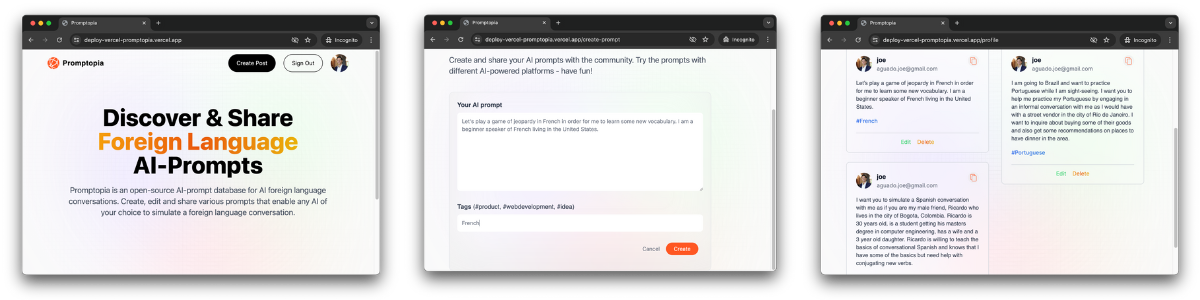 Promptopia
deploy-vercel-promptopia.vercel.app
Incognito
Promptopia
Create Post
Sign Out
Discover & Share
Foreign Language
AI-Prompts
Promptopia is an open-source AI-prompt database for AI foreign language
conversations. Create, edit and share various prompts that enable any AI of
your choice to simulate a foreign language conversation.
Promptopia
deploy-vercel-promptopia.vercel.app/create-prompt
Incognito
Create and share your AI prompts with the community. Try the prompts with
different AI-powered platforms - have fun!
Your AI prompt
Let's play a game of jeopardy in French in order for me to learn some new vocabulary. I am a
beginner speaker of French living in the United States.
Tags (#product, #webdevelopment, #idea)
French
Cancel
Create
Promptopia
deploy-vercel-promptopia.vercel.app/profile
Incognito
joe
aguado.joe@gmail.com
Let's play a game of jeopardy in French in order
for me to learn some new vocabulary. I am a
beginner speaker of French living in the United
States.
#French
Edit Delete
joe
aguado.joe@gmail.com
I want you to simulate a Spanish conversation
with me as if you are my male friend, Ricardo who
lives in the city of Bogota, Colombia. Ricardo is
30 years old, is a student getting his masters
degree in computer engineering, has a wife and a
3 year old daughter. Ricardo is willing to teach the
basics of conversational Spanish and knows that I
have some of the basics but need help with
conjugating new verbs.
joe
aguado.joe@gmail.com
I am going to Brazil and want to practice
Portuguese while I am sight-seeing. I want you to
help me practice my Portuguese by engaging in
an informal conversation with me as I would have
with a street vendor in the city of Rio de Janeiro. I
want to inquire about buying some of their goods
and also get some recommendations on places to
have dinner in the area.
#Portuguese
Edit Delete